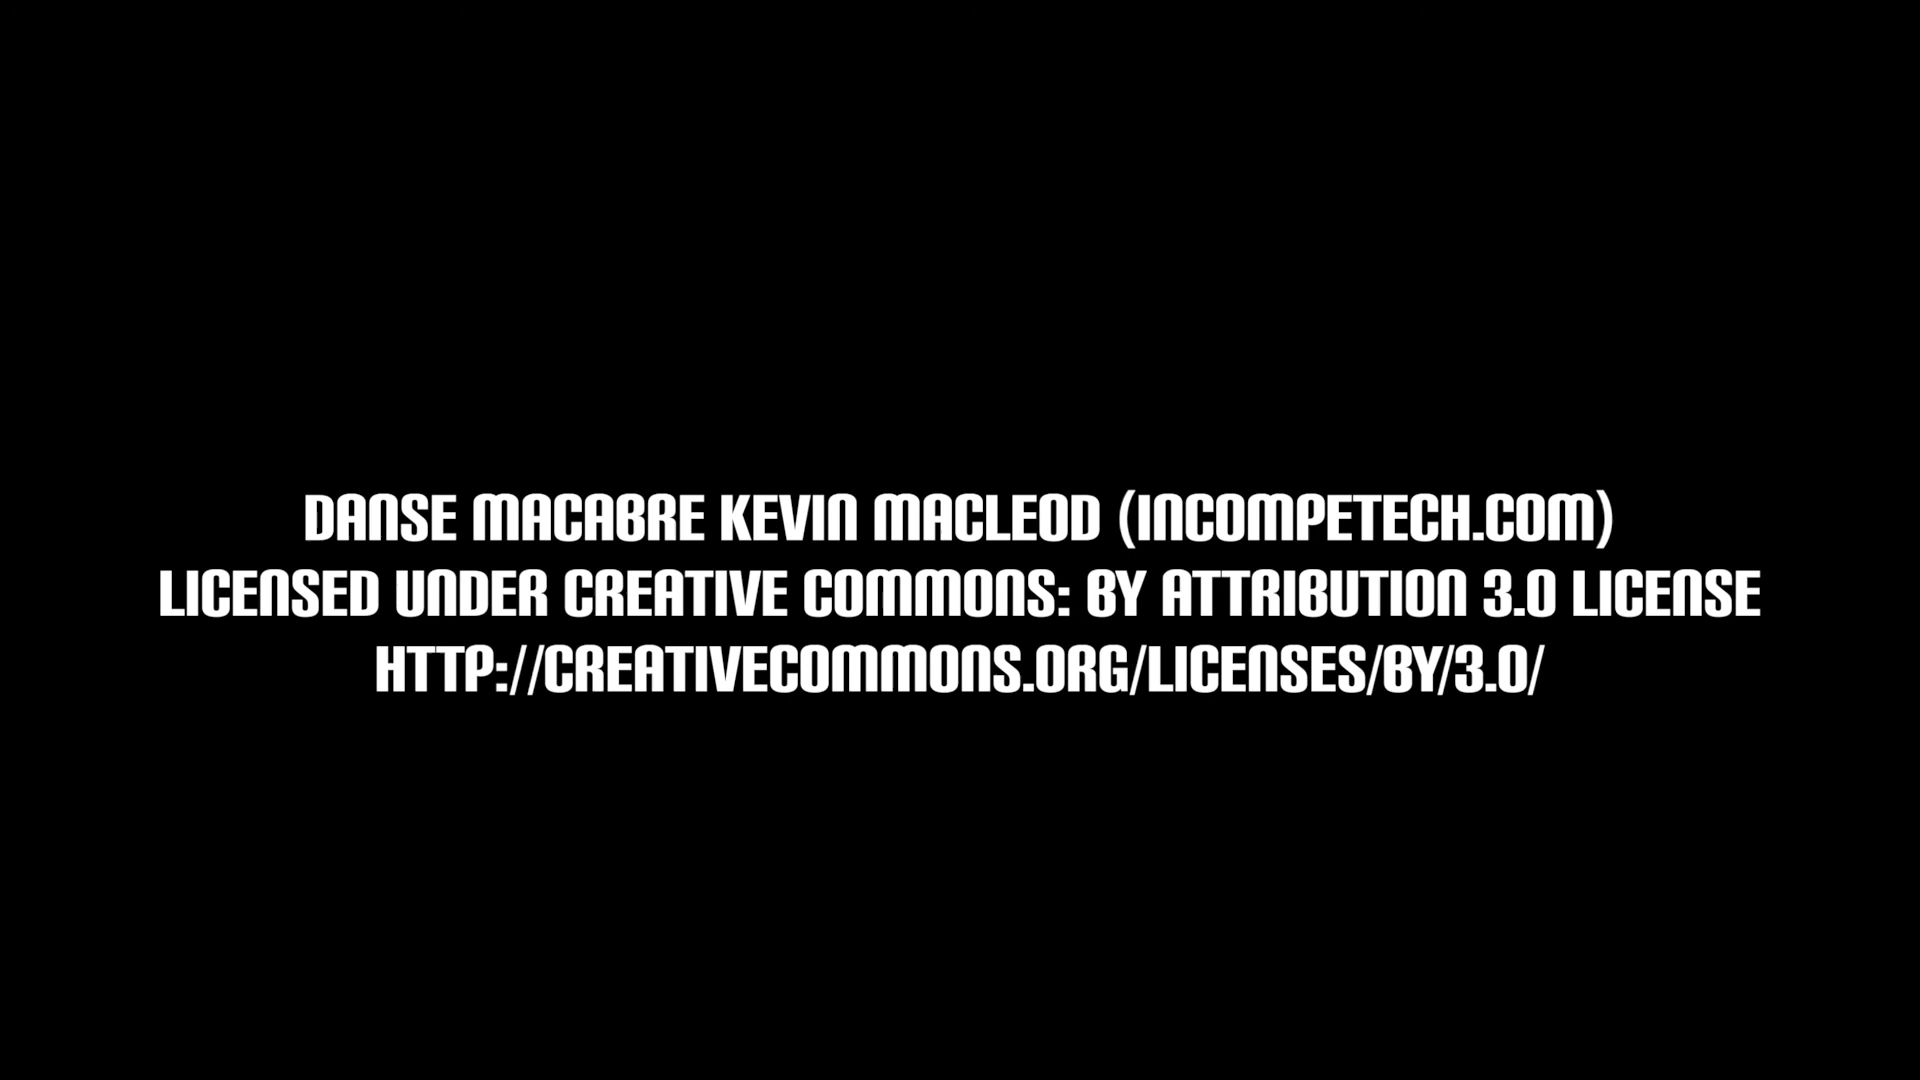 DANSE MACABRE KEVIN MACLEOD (INCOMPETECH.COM)
LICENSED UNDER CREATIVE COMMONS: BY ATTRIBUTION 3.0 LICENSE
HTTP://CREATIVECOMMONS.ORG/LICENSES/BY/3.0/